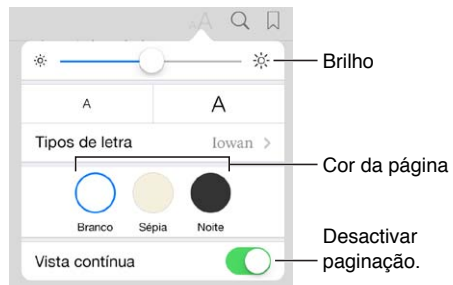 AA
Brilho
A A
Tipos de letra Iowan >
Cor da página
Branco Sépia Noite
Desactivar
Vista contínua paginação.